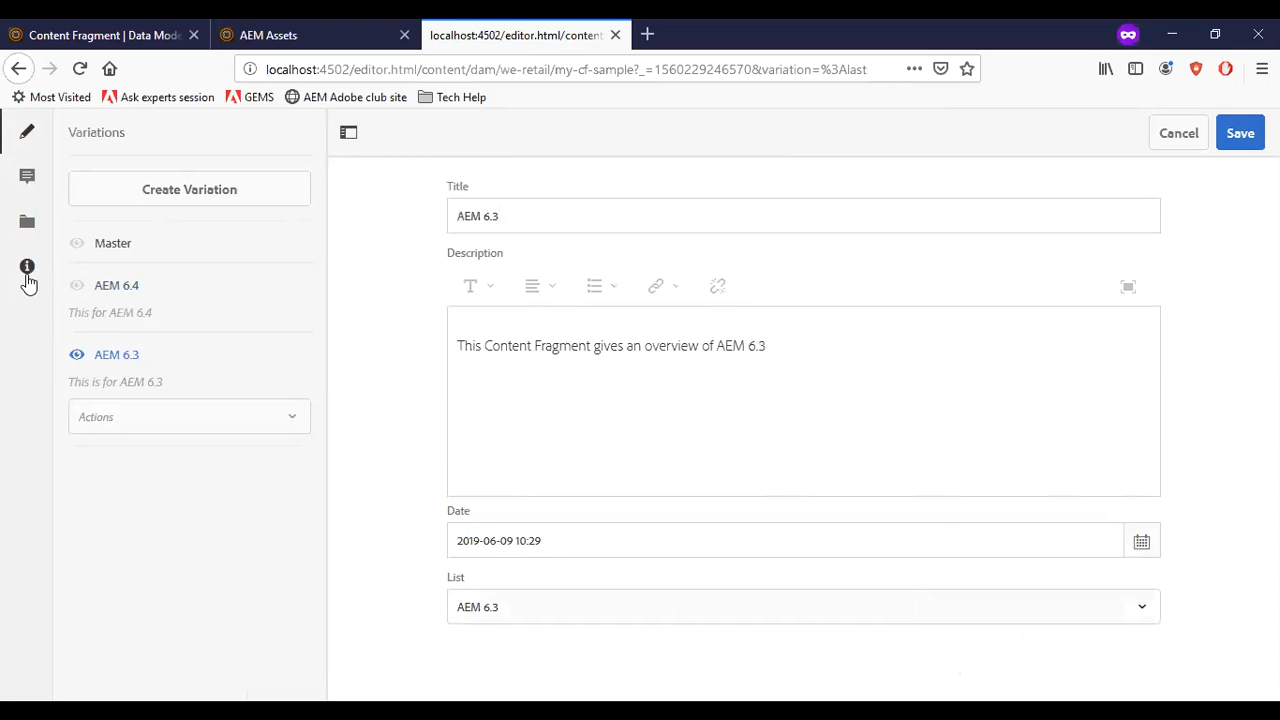 Content Fragment | Data Mode
AEM Assets
localhost:4502/editor.html/content
localhost:4502/editor.html/content/dam/we-retail/my-cf-sample?_=1560229246570&variation=%3Alast
Most Visited
Ask experts session
GEMS
AEM Adobe club site
Tech Help
Variations
Cancel
Save
Create Variation
Master
AEM 6.4
This for AEM 6.4
AEM 6.3
This is for AEM 6.3
Actions
Title
AEM 6.3
Description
This Content Fragment gives an overview of AEM 6.3
Date
2019-06-09 10:29
List
AEM 6.3